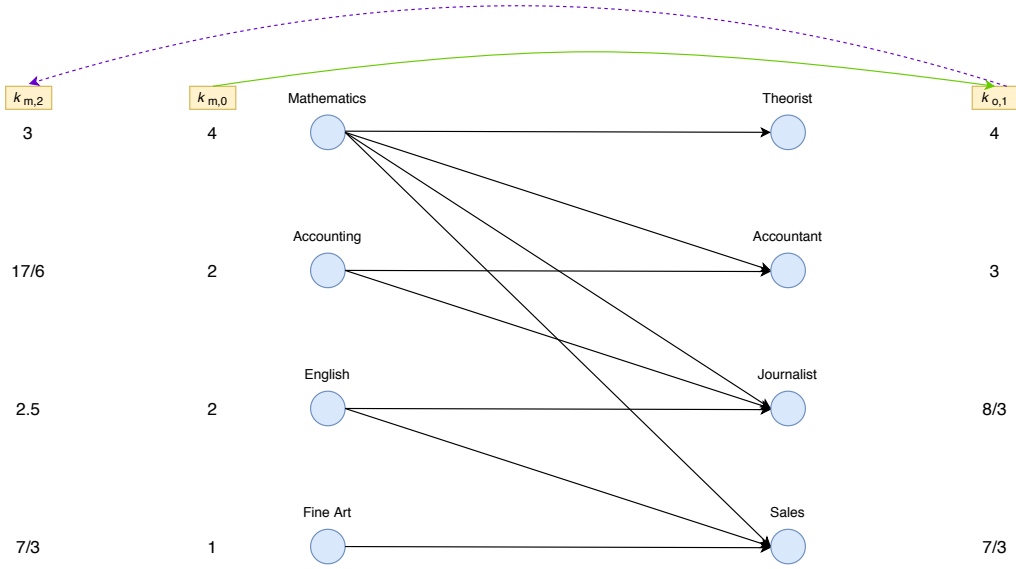 k m,2 k m,0 Mathematics Theorist k o,1
3 4 4
Accounting Accountant
17/6 2 3
English Journalist
2.5 2 8/3
Fine Art Sales
7/3 1 7/3